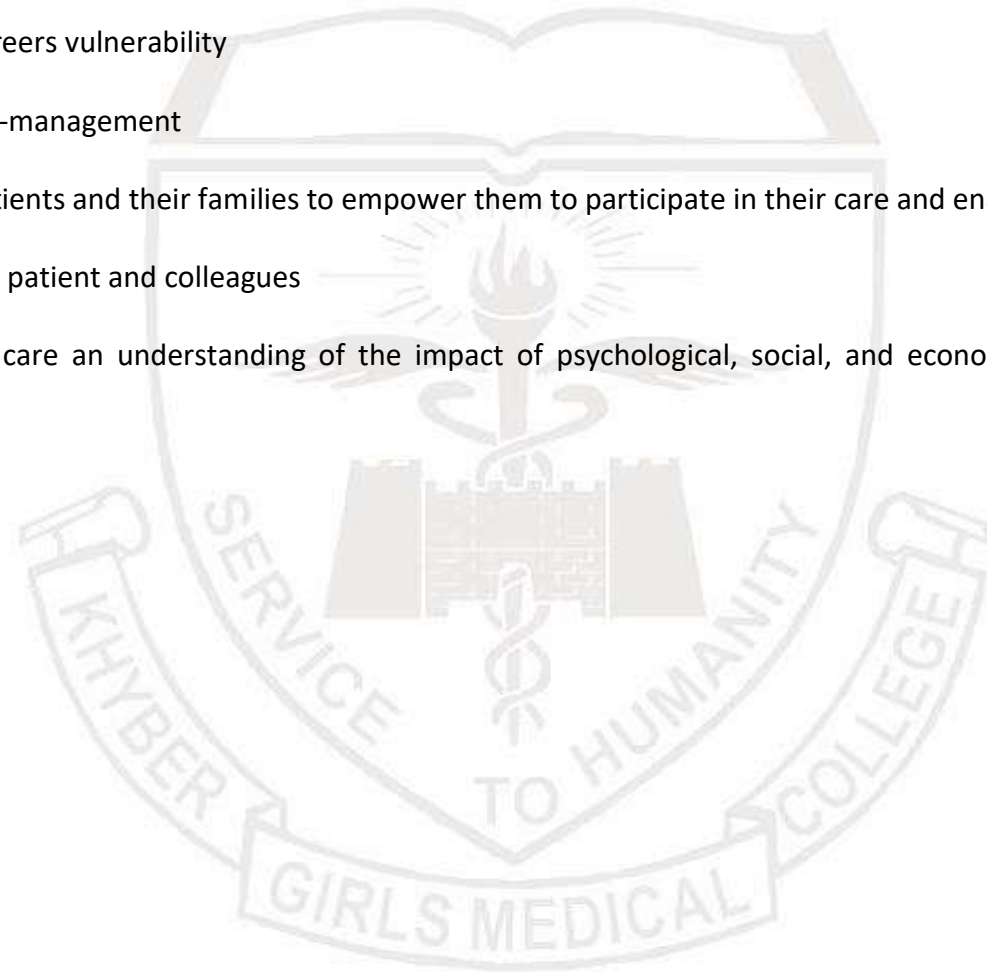 reers vulnerability
-management
tients and their families to empower them to participate in their care and en
patient and colleagues
care an understanding of the impact of psychological, social, and econo
SERVICE TO HUMANITY
KHYBER GIRLS MEDICAL COLLEGE